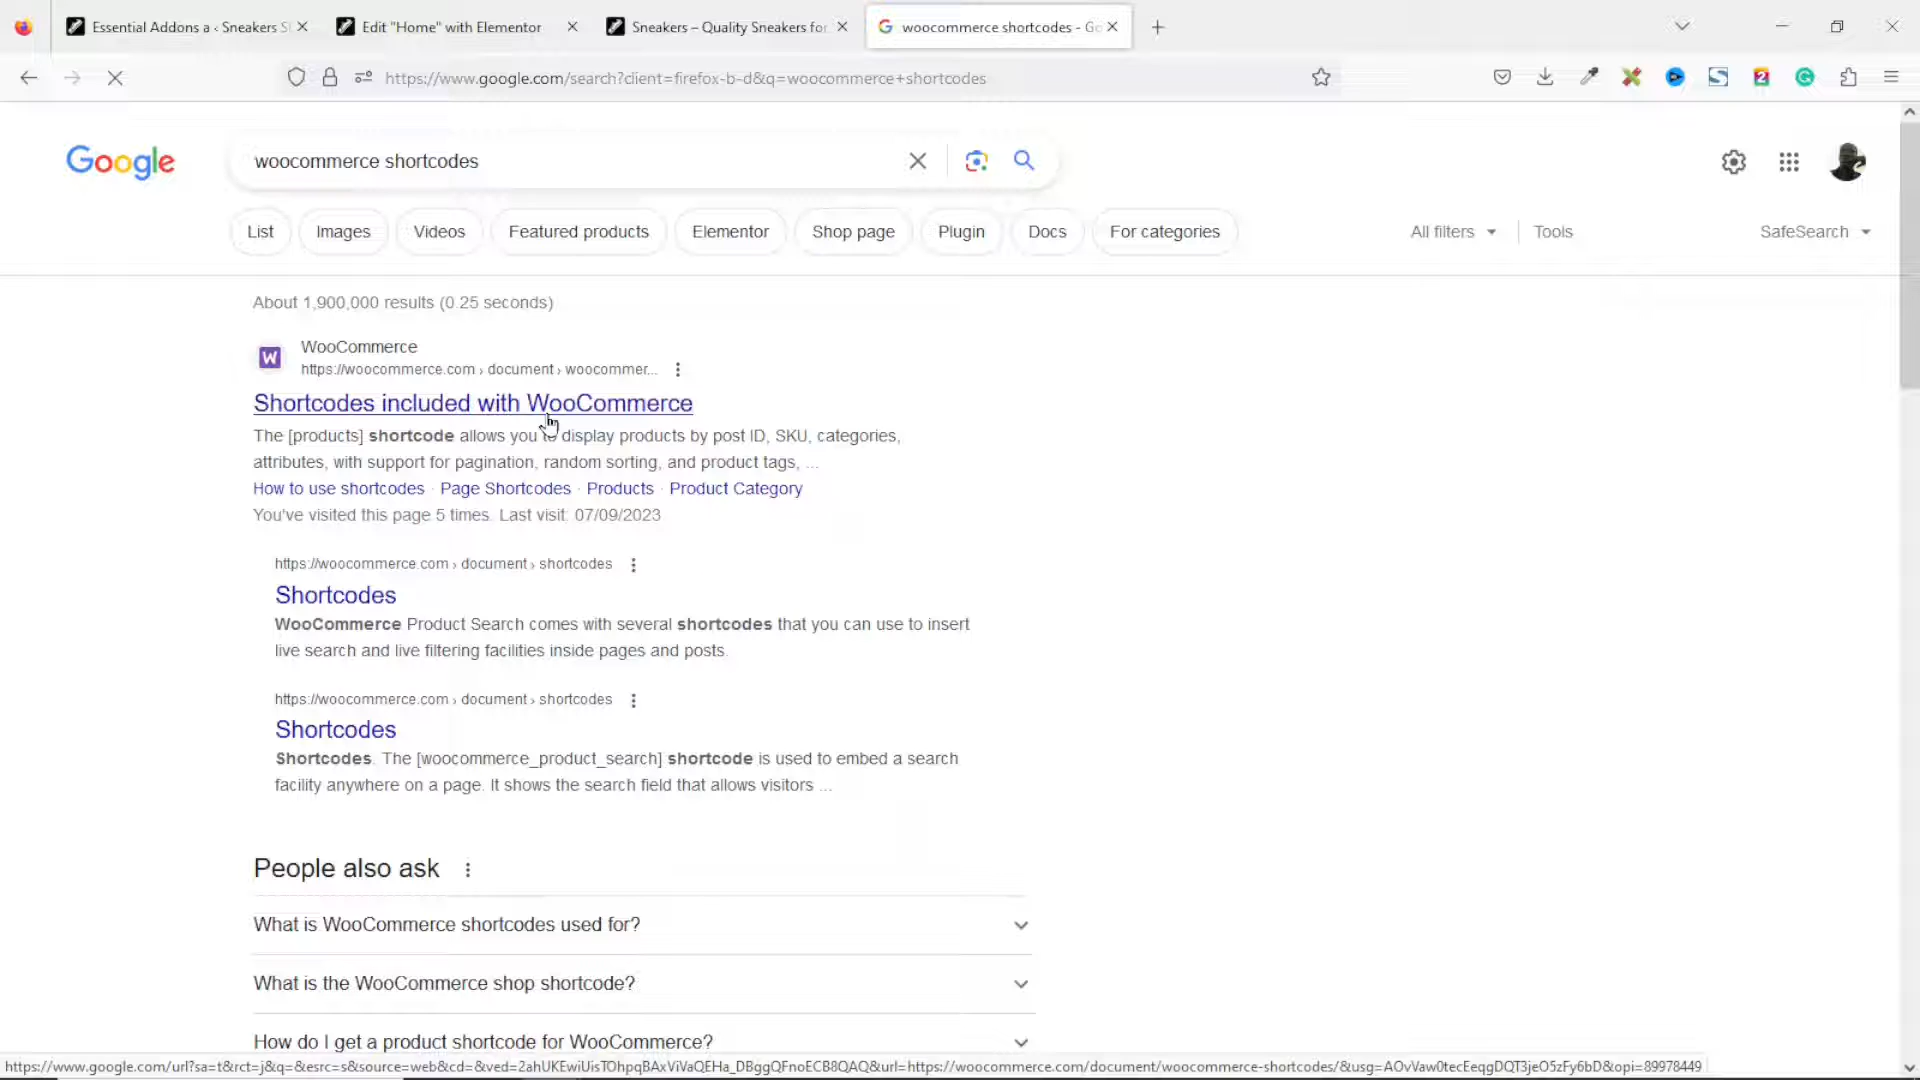 Essential Addons a ‹ Sneakers S
Edit "Home" with Elementor
Sneakers – Quality Sneakers for
woocommerce shortcodes - Go
https://www.google.com/search?client=firefox-b-d&q=woocommerce+shortcodes
Google
woocommerce shortcodes
List
Images
Videos
Featured products
Elementor
Shop page
Plugin
Docs
For categories
All filters
Tools
SafeSearch
About 1,900,000 results (0.25 seconds)
W
WooCommerce
https://woocommerce.com › document › woocommer...
Shortcodes included with WooCommerce
The [products] shortcode allows you to display products by post ID, SKU, categories,
attributes, with support for pagination, random sorting, and product tags, ...
How to use shortcodes · Page Shortcodes · Products · Product Category
You've visited this page 5 times. Last visit: 07/09/2023
https://woocommerce.com › document › shortcodes
Shortcodes
WooCommerce Product Search comes with several shortcodes that you can use to insert
live search and live filtering facilities inside pages and posts.
https://woocommerce.com › document › shortcodes
Shortcodes
Shortcodes. The [woocommerce_product_search] shortcode is used to embed a search
facility anywhere on a page. It shows the search field that allows visitors ...
People also ask
What is WooCommerce shortcodes used for?
What is the WooCommerce shop shortcode?
How do I get a product shortcode for WooCommerce?
https://www.google.com/url?sa=t&rct=j&q=&esrc=s&source=web&cd=&ved=2ahUKEwiUisTOhpqBAxViVaQEHa_DBggQFnoECB8QAQ&url=https://woocommerce.com/document/woocommerce-shortcodes/&usg=AOvVaw0tecEeqgDQT3jeO5zFy6bD&opi=89978449